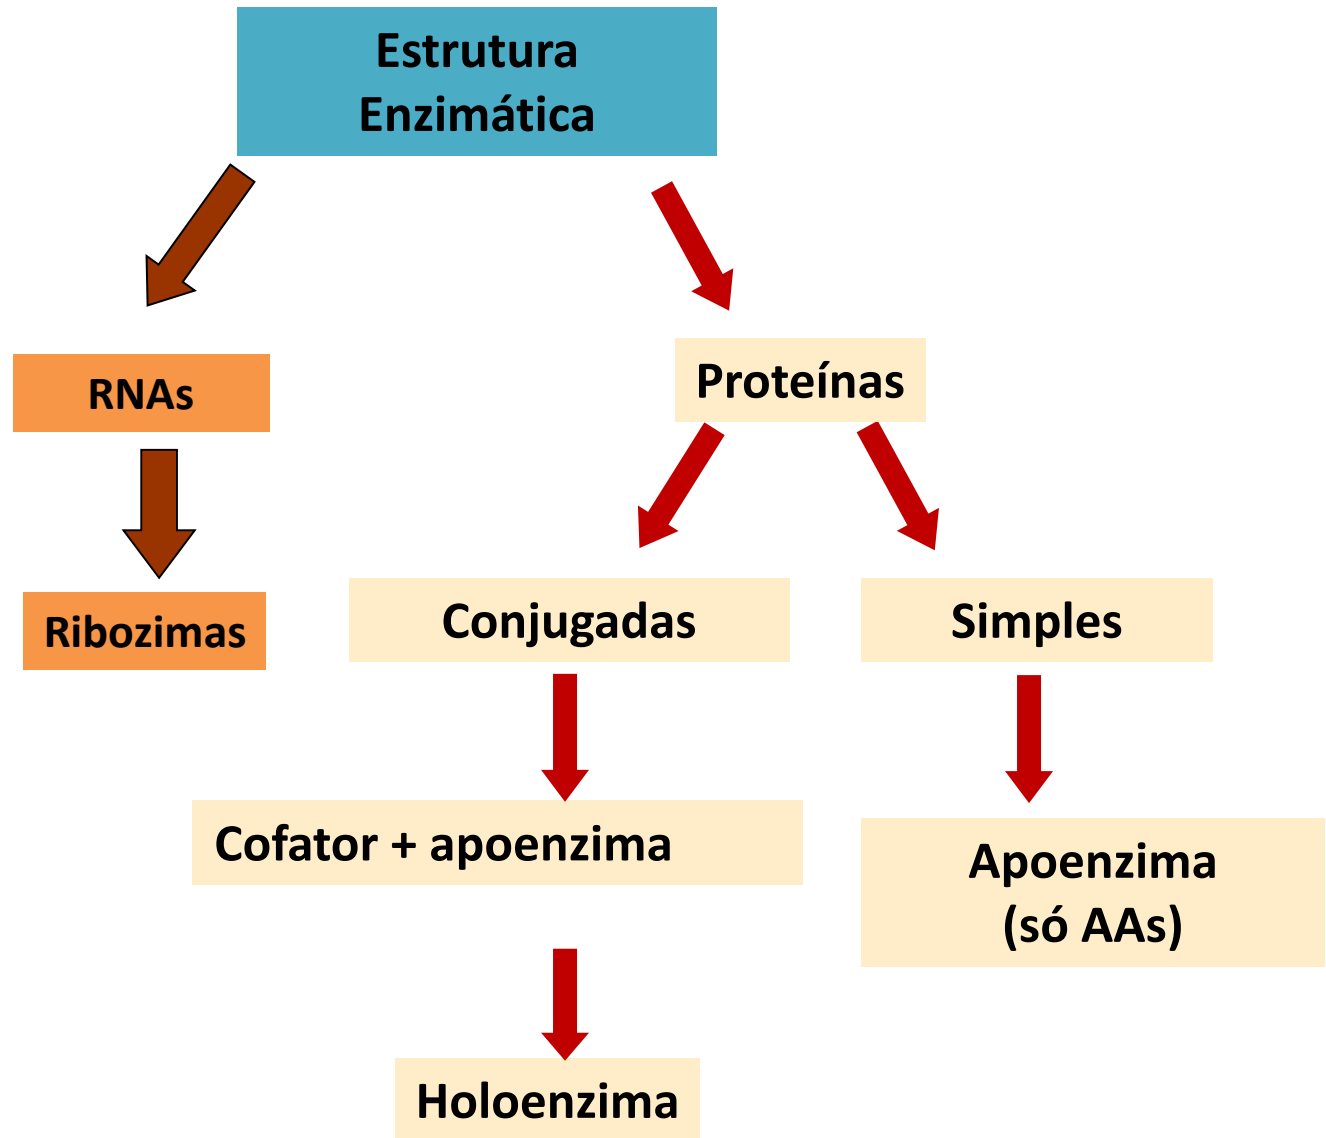 Estrutura
Enzimática
RNAs
Proteínas
Ribozimas
Conjugadas
Simples
Cofator + apoenzima
Apoenzima
(só AAs)
Holoenzima